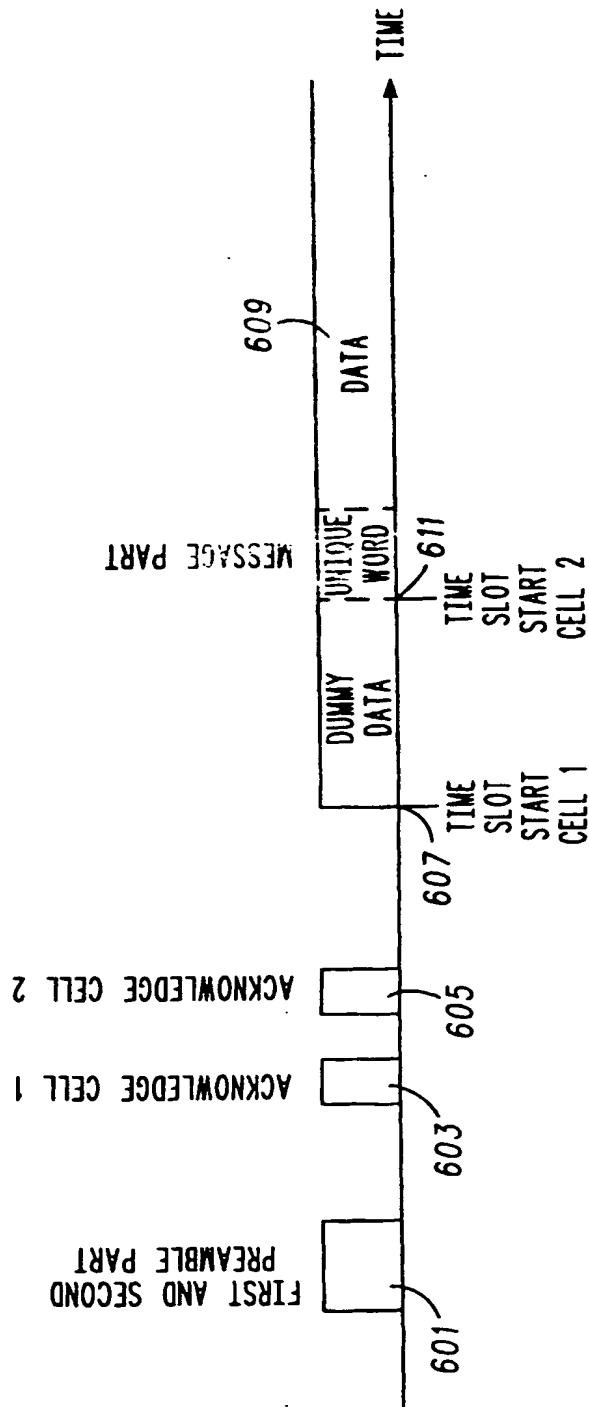 FIRST AND SECOND
PREAMBLE PART
601
ACKNOWLEDGE CELL 1
603
ACKNOWLEDGE CELL 2
605
607
TIME
SLOT
START
CELL 1
DUMMY
DATA
MESSAGE PART
UNIQUE
WORD
611
TIME
SLOT
START
CELL 2
DATA
609
TIME